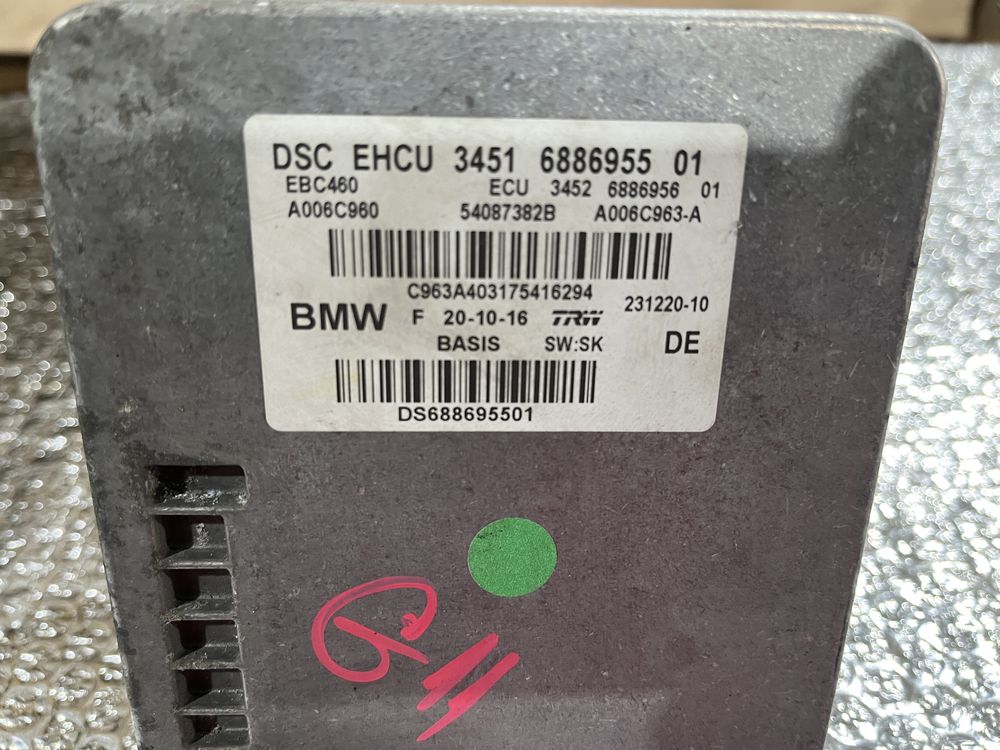 DSC EHCU 3451 6886955 01
EBC460 ECU 3452 6886956 01
A006C960 54087382B A006C963-A
C963A403175416294
231220-10
BMW F 20-10-16 TRW
BASIS SW:SK DE
DS688695501